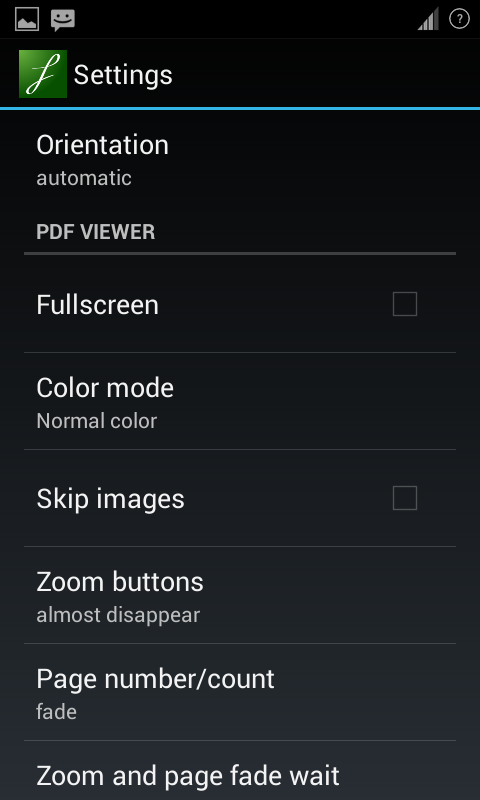 Settings
Orientation
automatic
PDF VIEWER
Fullscreen
Color mode
Normal color
Skip images
Zoom buttons
almost disappear
Page number/count
fade
Zoom and page fade wait